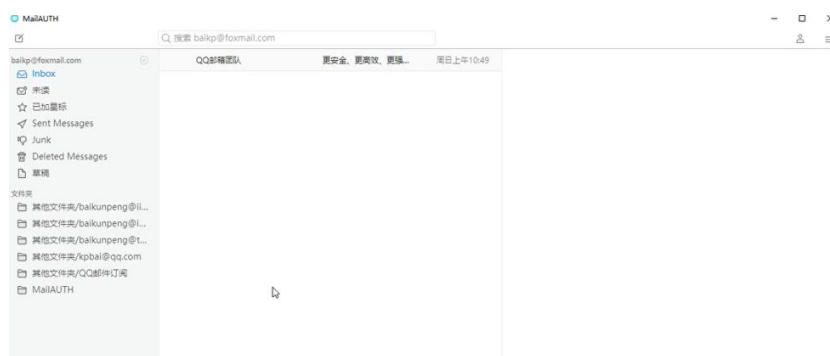 MailAUTH
搜索 baikp@foxmail.com
baikp@foxmail.com
Inbox
未读
已加星标
Sent Messages
Junk
Deleted Messages
草稿
文件夹
其他文件夹/baikunpeng@ii...
其他文件夹/baikunpeng@i...
其他文件夹/baikunpeng@t...
其他文件夹/kpbai@qq.com
其他文件夹/QQ邮件订阅
MailAUTH
QQ邮箱团队 更安全、更高效、更强... 周日上午10:49